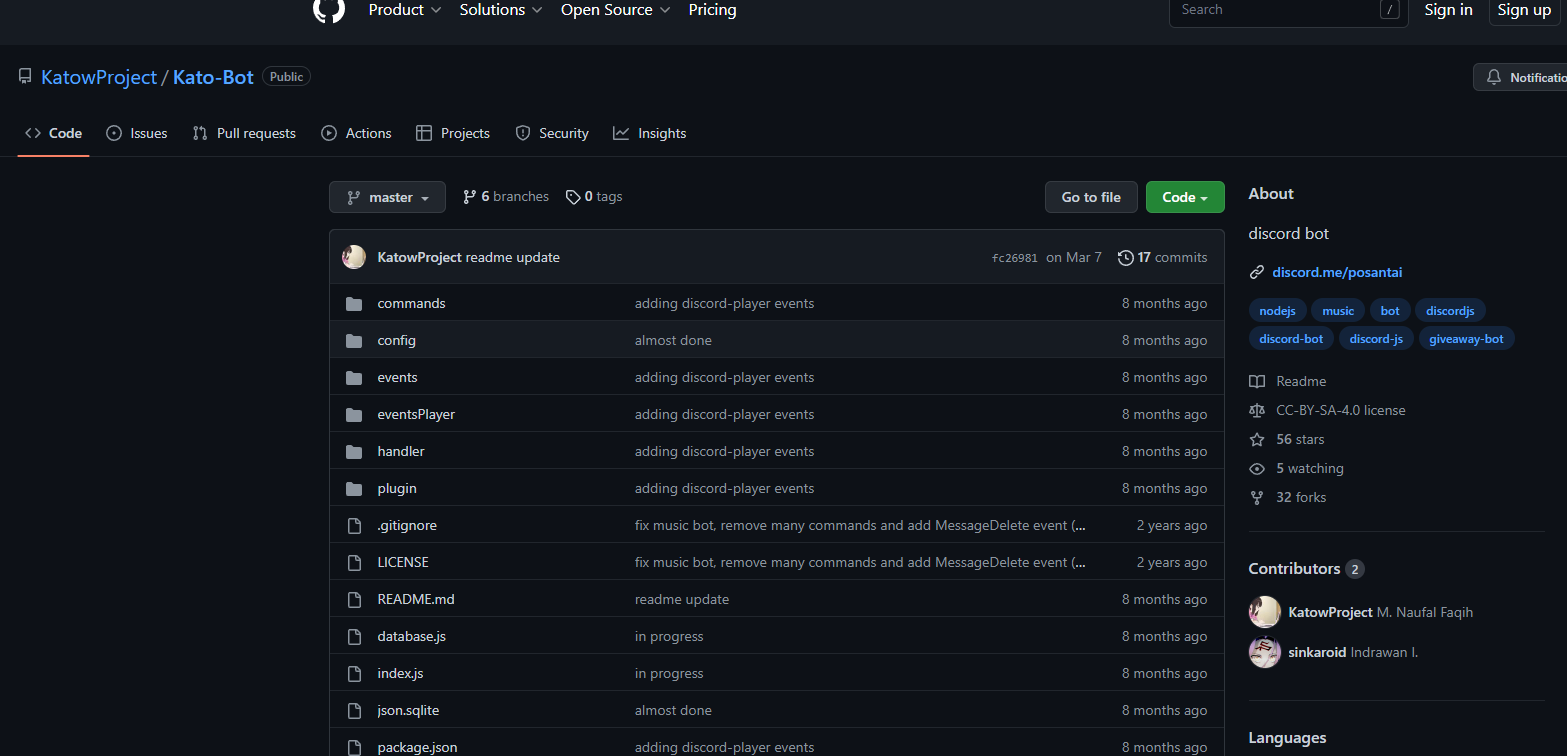 Product Solutions Open Source Pricing Search / Sign in Sign up
KatowProject / Kato-Bot Public
Code Issues Pull requests Actions Projects Security Insights
master 6 branches 0 tags Go to file Code
KatowProject readme update fc26981 on Mar 7 17 commits
commands adding discord-player events 8 months ago
config almost done 8 months ago
events adding discord-player events 8 months ago
eventsPlayer adding discord-player events 8 months ago
handler adding discord-player events 8 months ago
plugin adding discord-player events 8 months ago
.gitignore fix music bot, remove many commands and add MessageDelete event (... 2 years ago
LICENSE fix music bot, remove many commands and add MessageDelete event (... 2 years ago
README.md readme update 8 months ago
database.js in progress 8 months ago
index.js in progress 8 months ago
json.sqlite almost done 8 months ago
package.json adding discord-player events 8 months ago
About
discord bot
discord.me/posantai
nodejs music bot discordjs
discord-bot discord-js giveaway-bot
Readme
CC-BY-SA-4.0 license
56 stars
5 watching
32 forks
Contributors 2
KatowProject M. Naufal Faqih
sinkaroid Indrawan I.
Languages